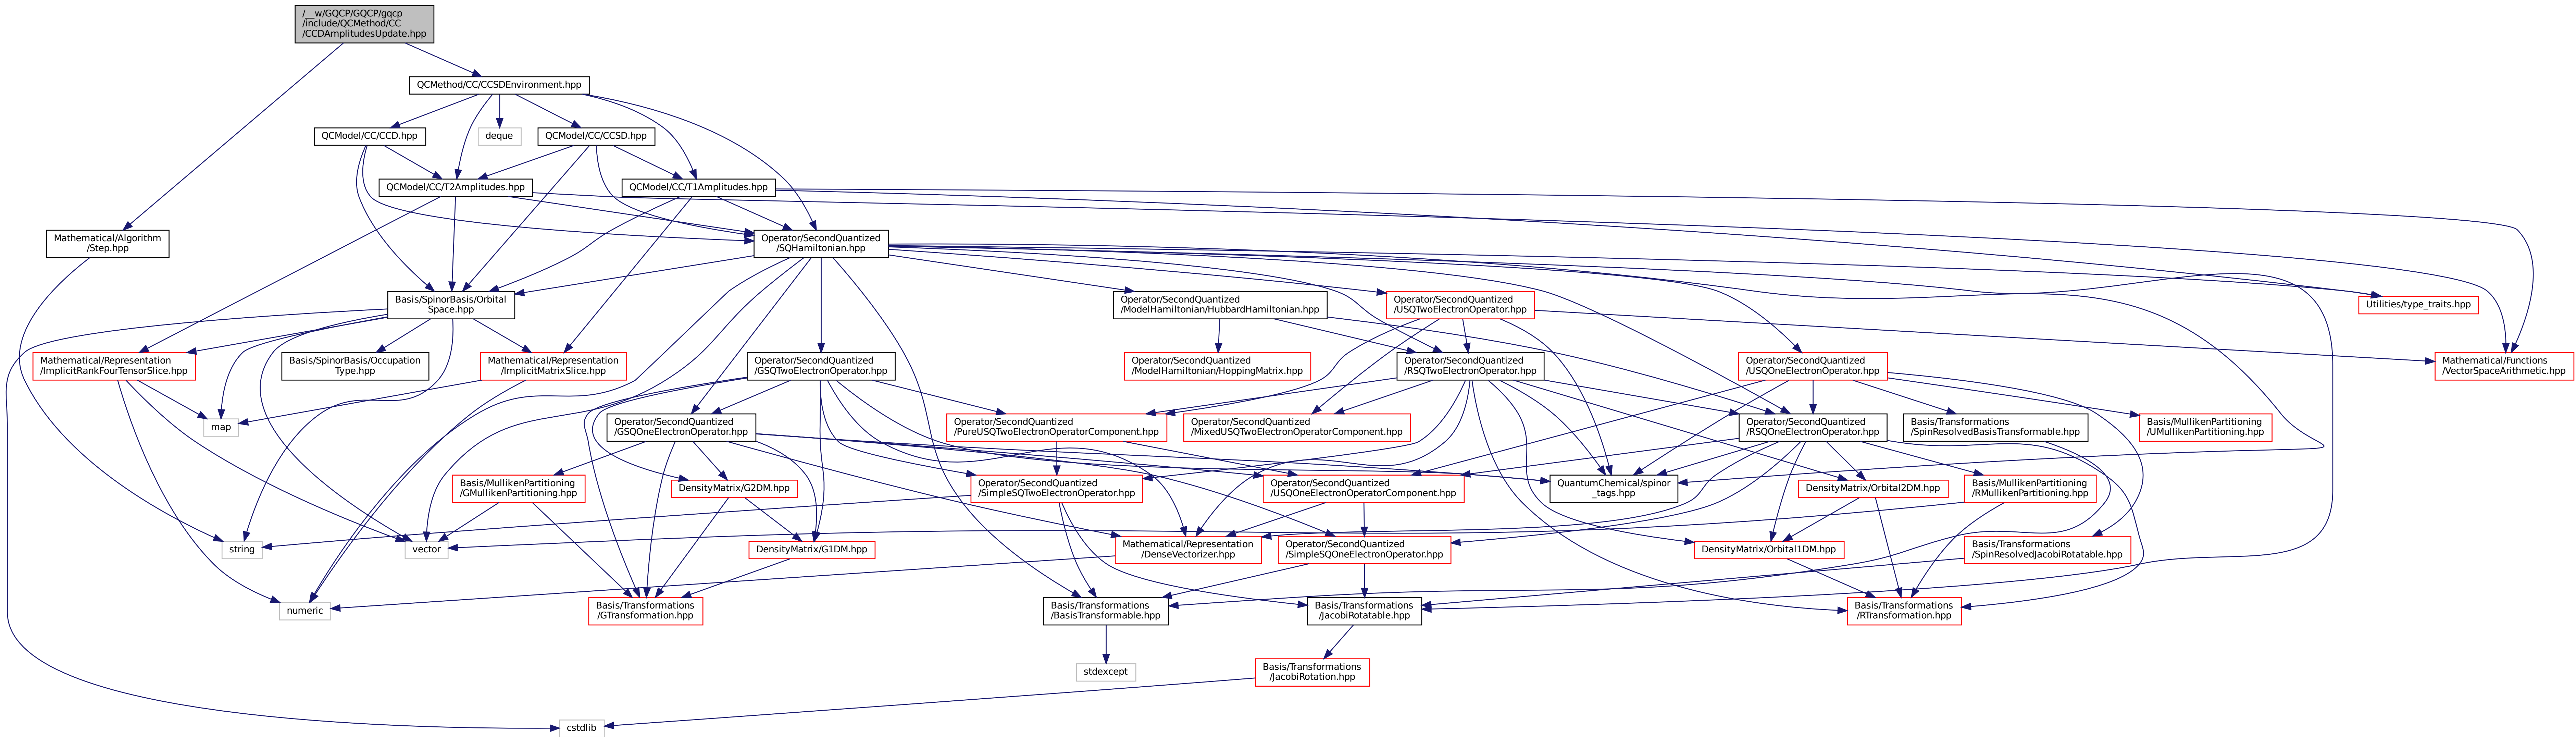 /__w/GQCP/GQCP/gqcp
/include/QCMethod/CC
/CCDAmplitudesUpdate.hpp
QCMethod/CC/CCSDEnvironment.hpp
QCModel/CC/CCD.hpp
deque
QCModel/CC/CCSD.hpp
QCModel/CC/T2Amplitudes.hpp
QCModel/CC/T1Amplitudes.hpp
Mathematical/Algorithm
/Step.hpp
Operator/SecondQuantized
/SQHamiltonian.hpp
Basis/SpinorBasis/Orbital
Space.hpp
Operator/SecondQuantized
/ModelHamiltonian/HubbardHamiltonian.hpp
Operator/SecondQuantized
/USQTwoElectronOperator.hpp
Utilities/type_traits.hpp
Mathematical/Representation
/ImplicitRankFourTensorSlice.hpp
Basis/SpinorBasis/Occupation
Type.hpp
Mathematical/Representation
/ImplicitMatrixSlice.hpp
Operator/SecondQuantized
/GSQTwoElectronOperator.hpp
Operator/SecondQuantized
/ModelHamiltonian/HoppingMatrix.hpp
Operator/SecondQuantized
/RSQTwoElectronOperator.hpp
Operator/SecondQuantized
/USQOneElectronOperator.hpp
Mathematical/Functions
/VectorSpaceArithmetic.hpp
map
Operator/SecondQuantized
/GSQOneElectronOperator.hpp
Operator/SecondQuantized
/PureUSQTwoElectronOperatorComponent.hpp
Operator/SecondQuantized
/MixedUSQTwoElectronOperatorComponent.hpp
Operator/SecondQuantized
/RSQOneElectronOperator.hpp
Basis/Transformations
/SpinResolvedBasisTransformable.hpp
Basis/MullikenPartitioning
/UMullikenPartitioning.hpp
Basis/MullikenPartitioning
/GMullikenPartitioning.hpp
DensityMatrix/G2DM.hpp
Operator/SecondQuantized
/SimpleSQTwoElectronOperator.hpp
Operator/SecondQuantized
/USQOneElectronOperatorComponent.hpp
QuantumChemical/spinor
_tags.hpp
DensityMatrix/Orbital2DM.hpp
Basis/MullikenPartitioning
/RMullikenPartitioning.hpp
string
vector
DensityMatrix/G1DM.hpp
Mathematical/Representation
/DenseVectorizer.hpp
Operator/SecondQuantized
/SimpleSQOneElectronOperator.hpp
DensityMatrix/Orbital1DM.hpp
Basis/Transformations
/SpinResolvedJacobiRotatable.hpp
numeric
Basis/Transformations
/GTransformation.hpp
Basis/Transformations
/BasisTransformable.hpp
Basis/Transformations
/JacobiRotatable.hpp
Basis/Transformations
/RTransformation.hpp
stdexcept
Basis/Transformations
/JacobiRotation.hpp
cstdlib